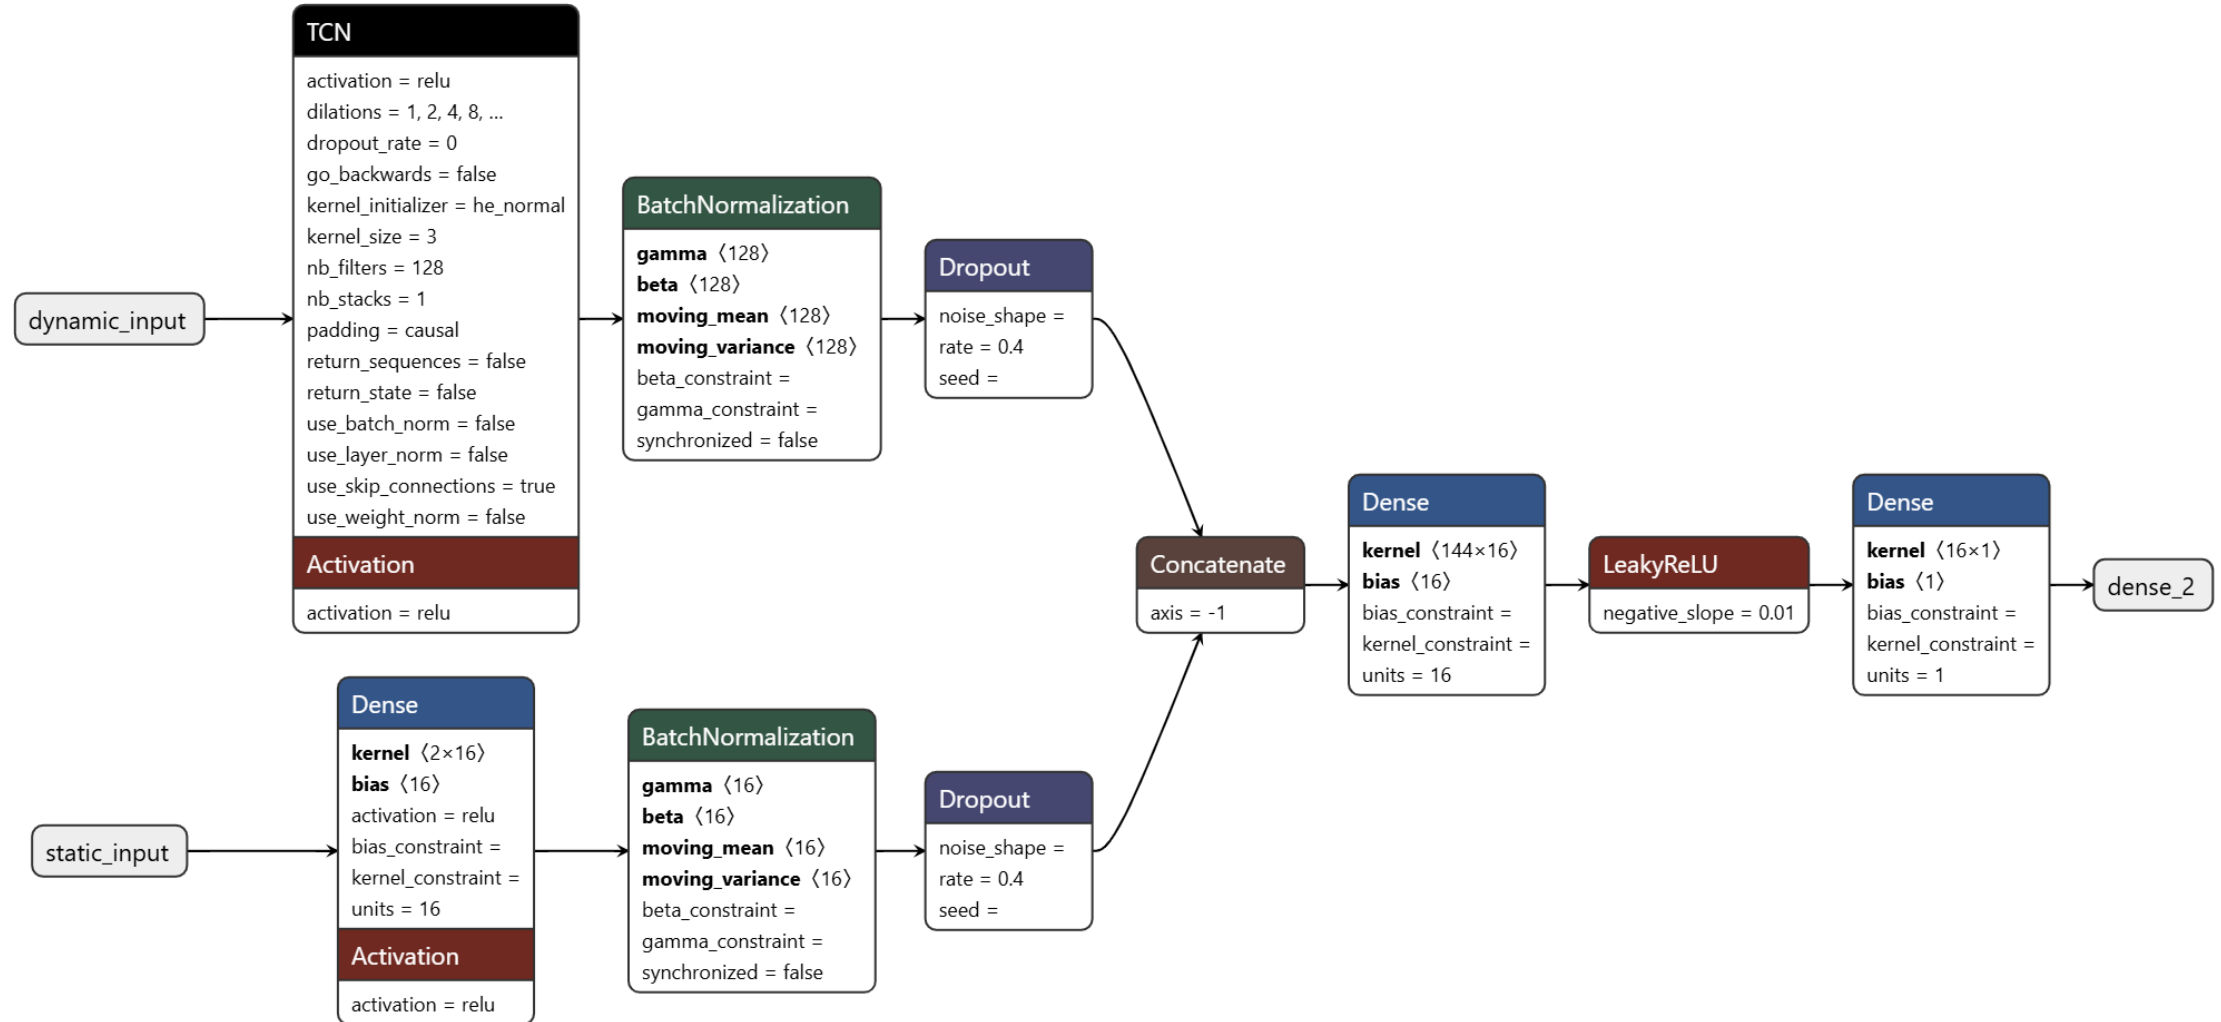 dynamic_input
TCN
activation = relu
dilations = 1, 2, 4, 8, ...
dropout_rate = 0
go_backwards = false
kernel_initializer = he_normal
kernel_size = 3
nb_filters = 128
nb_stacks = 1
padding = causal
return_sequences = false
return_state = false
use_batch_norm = false
use_layer_norm = false
use_skip_connections = true
use_weight_norm = false
Activation
activation = relu
BatchNormalization
gamma 〈128〉
beta 〈128〉
moving_mean 〈128〉
moving_variance 〈128〉
beta_constraint =
gamma_constraint =
synchronized = false
Dropout
noise_shape =
rate = 0.4
seed =
static_input
Dense
kernel 〈2×16〉
bias 〈16〉
activation = relu
bias_constraint =
kernel_constraint =
units = 16
Activation
activation = relu
BatchNormalization
gamma 〈16〉
beta 〈16〉
moving_mean 〈16〉
moving_variance 〈16〉
beta_constraint =
gamma_constraint =
synchronized = false
Dropout
noise_shape =
rate = 0.4
seed =
Concatenate
axis = -1
Dense
kernel 〈144×16〉
bias 〈16〉
bias_constraint =
kernel_constraint =
units = 16
LeakyReLU
negative_slope = 0.01
Dense
kernel 〈16×1〉
bias 〈1〉
bias_constraint =
kernel_constraint =
units = 1
dense_2